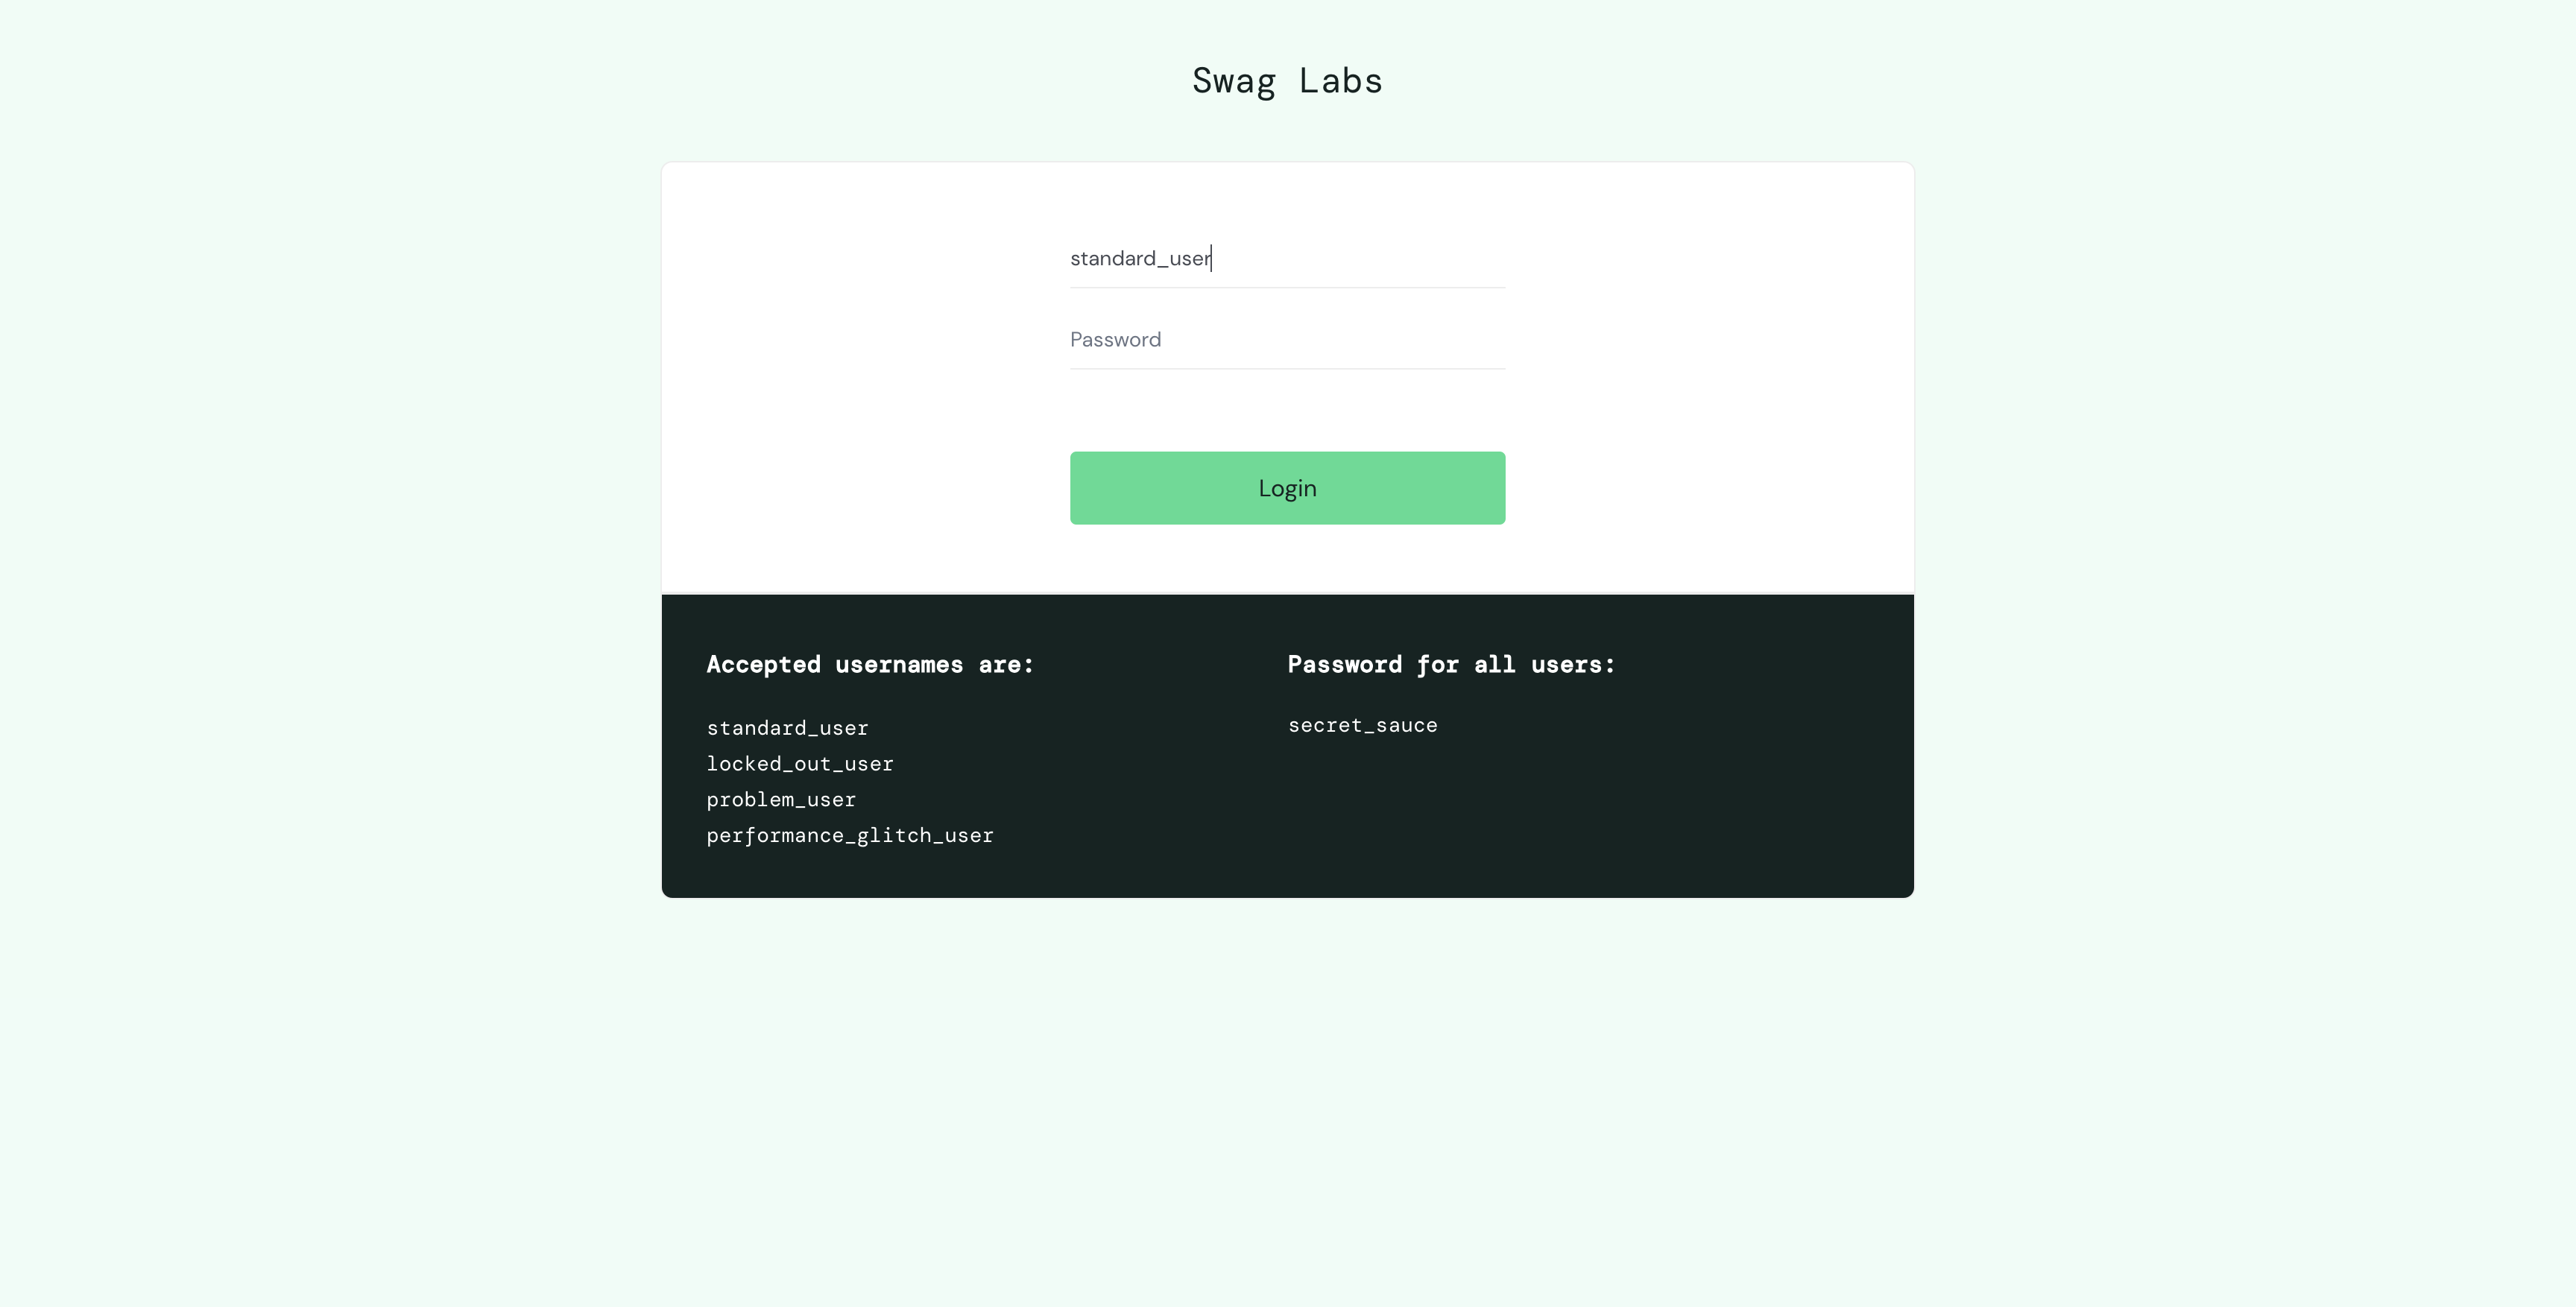 Swag Labs
standard_user
Password
Login
Accepted usernames are:
standard_user
locked_out_user
problem_user
performance_glitch_user
Password for all users:
secret_sauce